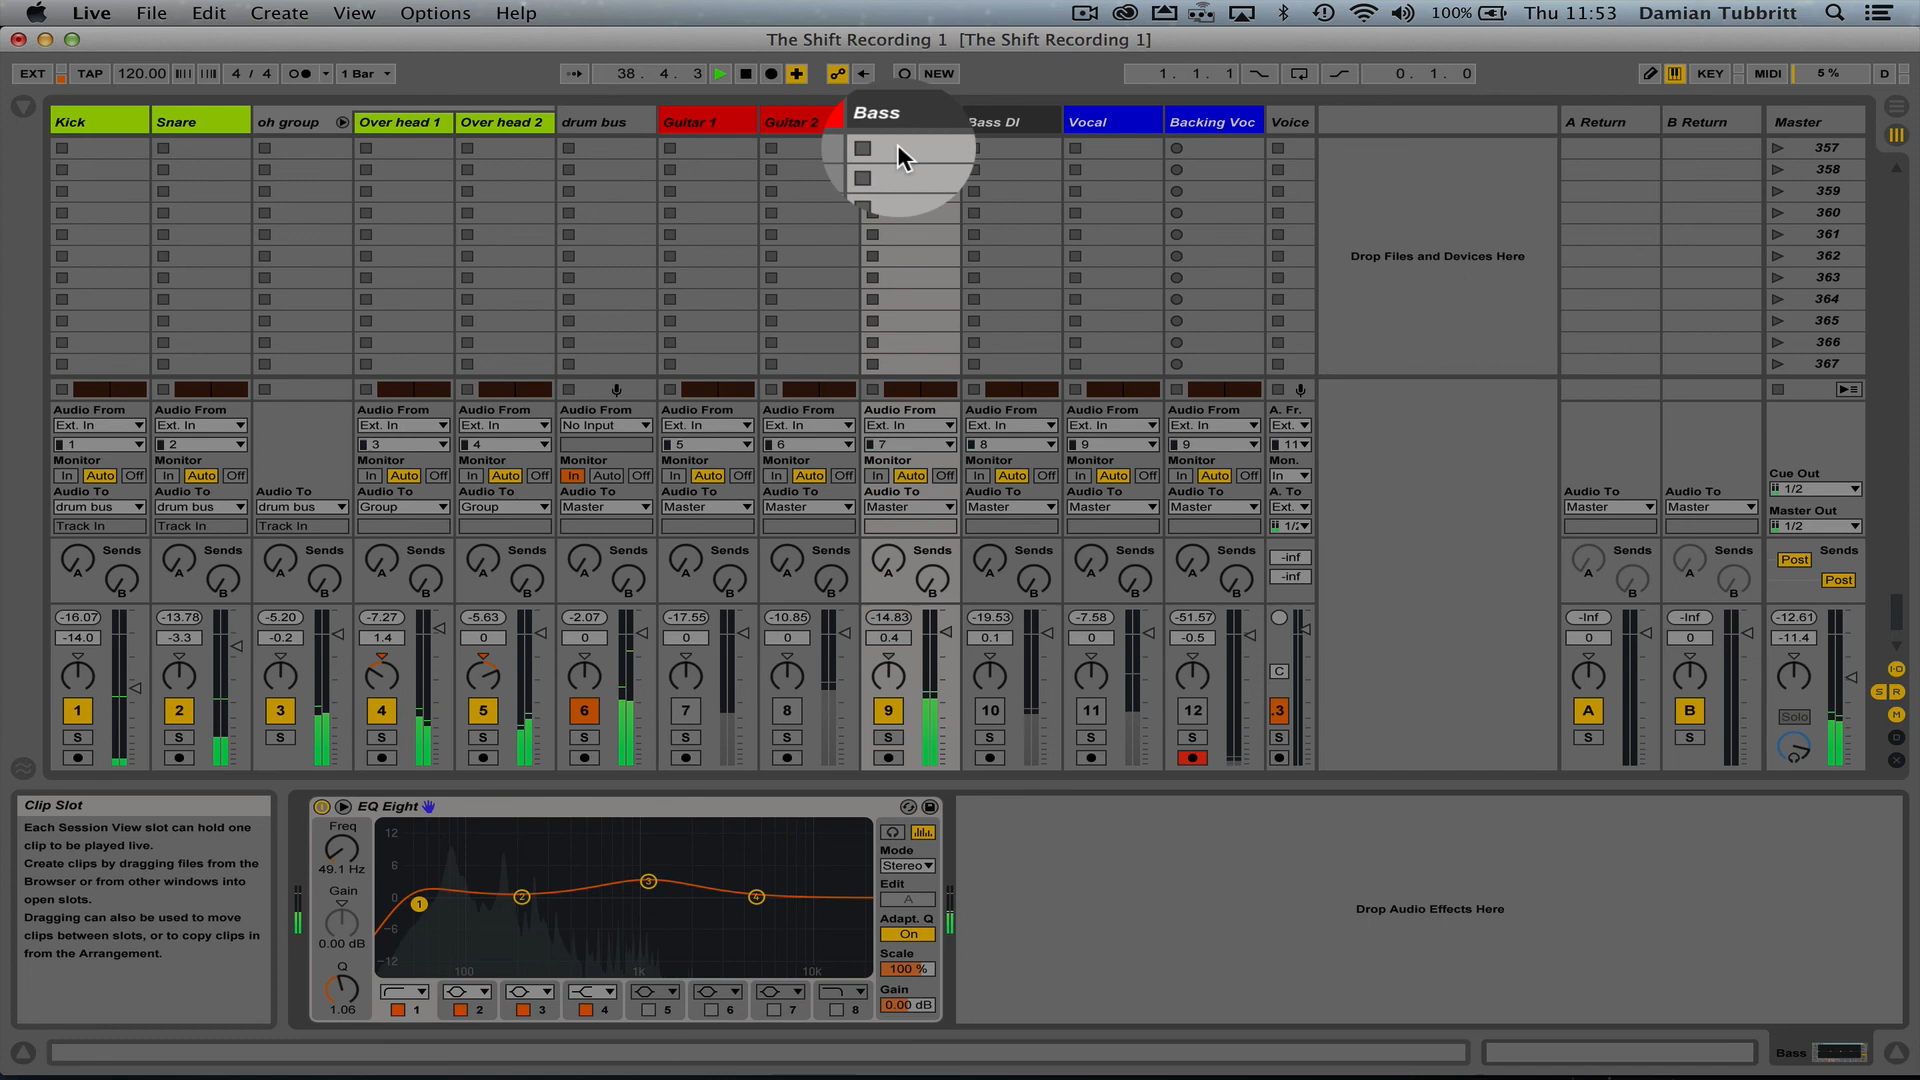 Live File Edit Create View Options Help 100% Thu 11:53 Damian Tubbritt
The Shift Recording 1 [The Shift Recording 1]
EXT TAP 120.00 4 / 4 1 Bar 38. 4. 3 NEW 1. 1. 1 0. 1. 0 KEY MIDI 5 % D
Kick Snare oh group Over head 1 Over head 2 drum bus Guitar 1 Guitar 2 Bass Bass DI Vocal Backing Voc Voice A Return B Return Master
357
358
359
360
361
Drop Files and Devices Here 362
363
364
365
366
367
Audio From Audio From Audio From Audio From Audio From Audio From Audio From Audio From Audio From Audio From Audio From A. Fr.
Ext. In Ext. In Ext. In Ext. In No Input Ext. In Ext. In Ext. In Ext. In Ext. In Ext. In Ext.
1 2 3 4 5 6 7 8 9 9 11
Monitor Monitor Monitor Monitor Monitor Monitor Monitor Monitor Monitor Monitor Monitor Mon.
In Auto Off In Auto Off In Auto Off In Auto Off In Auto Off In Auto Off In Auto Off In Auto Off In Auto Off In Auto Off In Auto Off In Cue Out
1/2
Audio To Audio To Audio To Audio To Audio To Audio To Audio To Audio To Audio To Audio To Audio To Audio To A. To Audio To Audio To
drum bus drum bus drum bus Group Group Master Master Master Master Master Master Master Ext. Master Master Master Out
Track In Track In Track In 1/2 1/2
Sends Sends Sends Sends Sends Sends Sends Sends Sends Sends Sends Sends -inf Sends Sends Sends
A A A A A A A A A A A A A A Post
B B B B B B B B B B B B -inf B B Post
-16.07 -13.78 -5.20 -7.27 -5.63 -2.07 -17.55 -10.85 -14.83 -19.53 -7.58 -51.57 -Inf -Inf -12.61
-14.0 -3.3 -0.2 1.4 0 0 0 0 0.4 0.1 0 -0.5 0 0 -11.4
C
1 2 3 4 5 6 7 8 9 10 11 12 .3 A B Solo
S S S S S S S S S S S S S S S
I·O
S R
M
D
X
Clip Slot
Each Session View slot can hold one
clip to be played live.
Create clips by dragging files from the
Browser or from other windows into
open slots.
Dragging can also be used to move
clips between slots, or to copy clips in
from the Arrangement.
EQ Eight
Freq
49.1 Hz
Gain
0.00 dB
Q
1.06
12
6
0
-6
-12
100 1K 10K
1 2 3 4
1 2 3 4 5 6 7 8
Mode
Stereo
Edit
A
Adapt. Q
On
Scale
100 %
Gain
0.00 dB
Drop Audio Effects Here
Bass